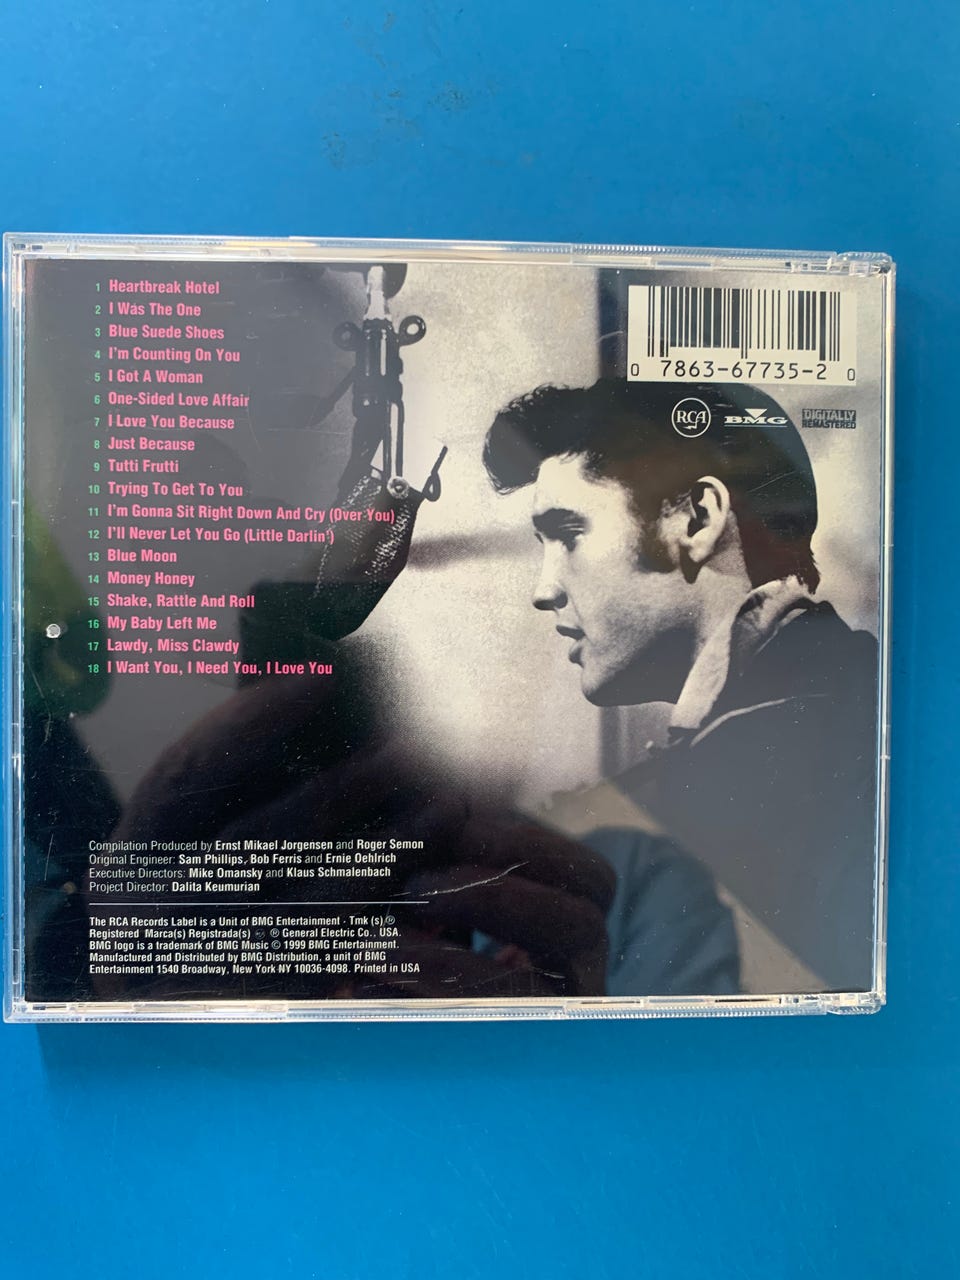 1 Heartbreak Hotel
2 I Was The One
3 Blue Suede Shoes
4 I'm Counting On You
5 I Got A Woman
6 One-Sided Love Affair
7 I Love You Because
8 Just Because
9 Tutti Frutti
10 Trying To Get To You
11 I'm Gonna Sit Right Down And Cry (Over You)
12 I'll Never Let You Go (Little Darlin')
13 Blue Moon
14 Money Honey
15 Shake, Rattle And Roll
16 My Baby Left Me
17 Lawdy, Miss Clawdy
18 I Want You, I Need You, I Love You
0 7863-67735-2 0
RCA BMG DIGITALLY
REMASTERED
Compilation Produced by Ernst Mikael Jorgensen and Roger Semon
Original Engineer: Sam Phillips, Bob Ferris and Ernie Oehlrich
Executive Directors: Mike Omansky and Klaus Schmalenbach
Project Director: Dalita Keumurian
The RCA Records Label is a Unit of BMG Entertainment · Tmk (s) ®
Registered Marca(s) Registrada(s) ® General Electric Co., USA.
BMG logo is a trademark of BMG Music © 1999 BMG Entertainment.
Manufactured and Distributed by BMG Distribution, a unit of BMG
Entertainment 1540 Broadway, New York NY 10036-4098. Printed in USA